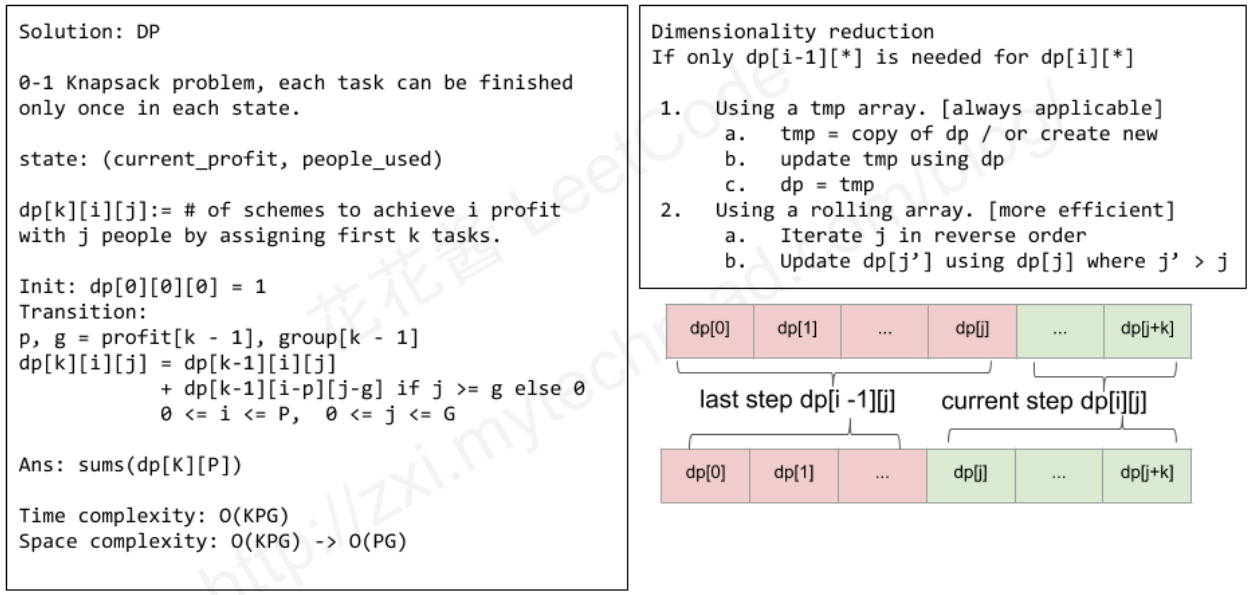 Solution: DP
0-1 Knapsack problem, each task can be finished
only once in each state.
state: (current_profit, people_used)
dp[k][i][j]:= # of schemes to achieve i profit
with j people by assigning first k tasks.
Init: dp[0][0][0] = 1
Transition:
p, g = profit[k - 1], group[k - 1]
dp[k][i][j] = dp[k-1][i][j]
+ dp[k-1][i-p][j-g] if j >= g else 0
0 <= i <= P, 0 <= j <= G
Ans: sums(dp[K][P])
Time complexity: O(KPG)
Space complexity: O(KPG) -> O(PG)
Dimensionality reduction
If only dp[i-1][*] is needed for dp[i][*]
1. Using a tmp array. [always applicable]
a. tmp = copy of dp / or create new
b. update tmp using dp
c. dp = tmp
2. Using a rolling array. [more efficient]
a. Iterate j in reverse order
b. Update dp[j’] using dp[j] where j’ > j
dp[0] dp[1] ... dp[j] ... dp[j+k]
last step dp[i -1][j] current step dp[i][j]
dp[0] dp[1] ... dp[j] ... dp[j+k]
花花酱 LeetCode
http://zxi.mytechroad.com/blog/